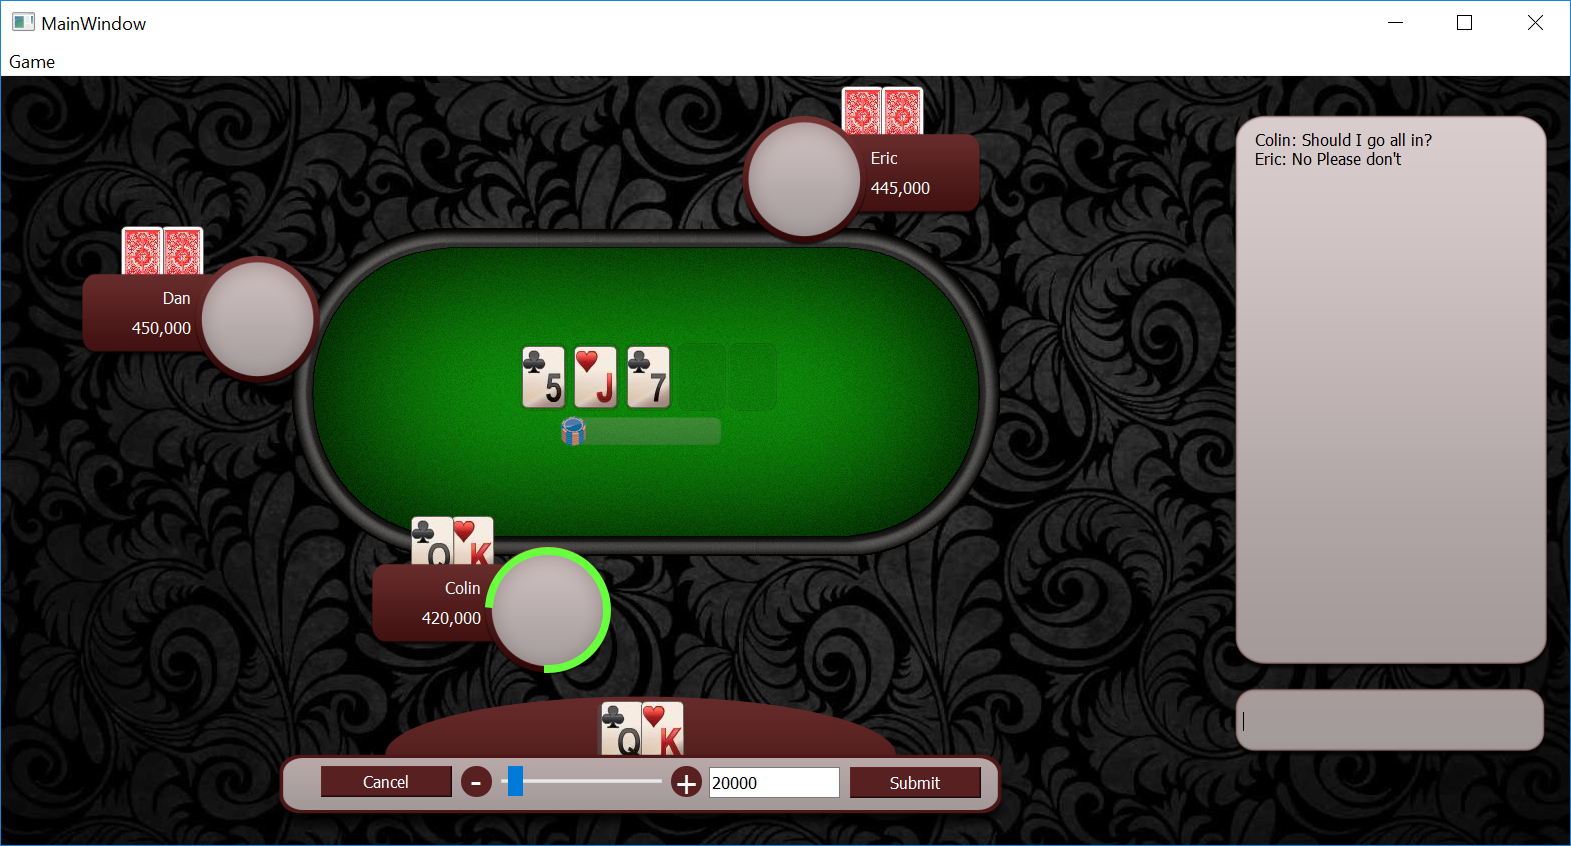 MainWindow
Game
Eric
445,000
Colin: Should I go all in?
Eric: No Please don't
Dan
450,000
5 J 7
Q K
Colin
420,000
Q K
Cancel - + 20000 Submit